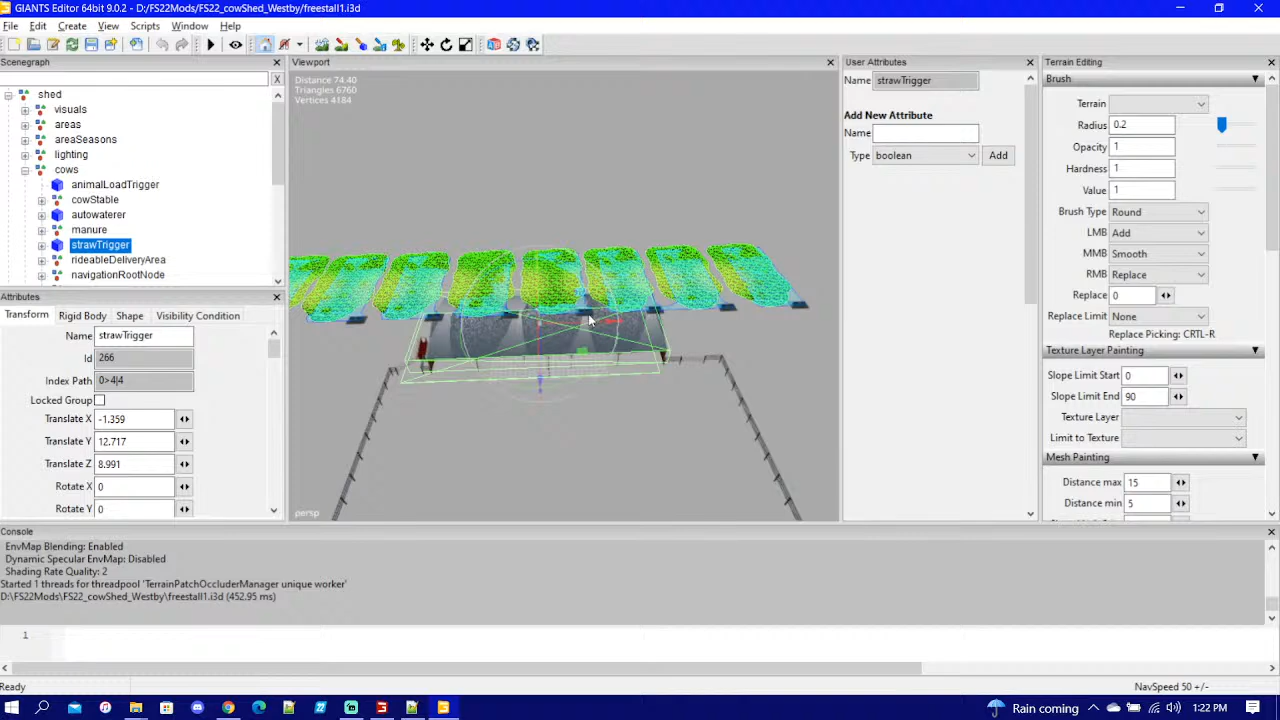 GIANTS Editor 64bit 9.0.2 - D:/FS22Mods/FS22_cowShed_Westby/freestall1.i3d
File Edit Create View Scripts Window Help
Scenegraph
X
shed
visuals
areas
areaSeasons
lighting
cows
animalLoadTrigger
cowStable
autowaterer
manure
strawTrigger
rideableDeliveryArea
navigationRootNode
Attributes
Transform Rigid Body Shape Visibility Condition
Name strawTrigger
Id 266
Index Path 0>4|4
Locked Group
Translate X -1.359
Translate Y 12.717
Translate Z 8.991
Rotate X 0
Rotate Y 0
Viewport
Distance 74.40
Triangles 6760
Vertices 4184
persp
User Attributes
Name strawTrigger
Add New Attribute
Name
Type boolean Add
Terrain Editing
Brush
Terrain
Radius 0.2
Opacity 1
Hardness 1
Value 1
Brush Type Round
LMB Add
MMB Smooth
RMB Replace
Replace 0
Replace Limit None
Replace Picking: CRTL-R
Texture Layer Painting
Slope Limit Start 0
Slope Limit End 90
Texture Layer
Limit to Texture
Mesh Painting
Distance max 15
Distance min 5
Console
EnvMap Blending: Enabled
Dynamic Specular EnvMap: Disabled
Shading Rate Quality: 2
Started 1 threads for threadpool 'TerrainPatchOccluderManager unique worker'
D:\FS22Mods\FS22_cowShed_Westby\freestall1.i3d (452.95 ms)
1
Ready
NavSpeed 50 +/-
Rain coming
1:22 PM